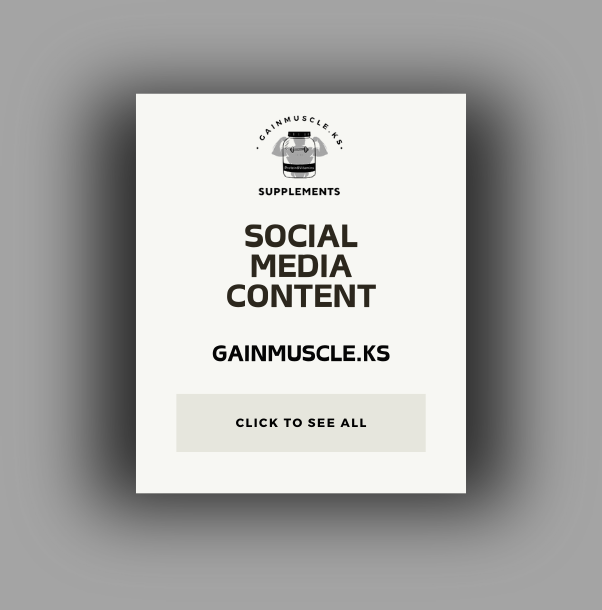 · GAINMUSCLE.KS ·
SUPPLEMENTS
SOCIAL
MEDIA
CONTENT
GAINMUSCLE.KS
CLICK TO SEE ALL